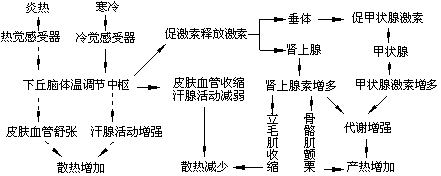 炎热 寒冷
热觉感受器 冷觉感受器
下丘脑体温调节中枢
皮肤血管舒张 汗腺活动增强
散热增加
促激素释放激素
皮肤血管收缩
汗腺活动减弱
散热减少
垂体 促甲状腺激素
肾上腺 甲状腺
肾上腺素增多 甲状腺激素增多
立毛肌收缩
骨骼肌颤栗
代谢增强
产热增加